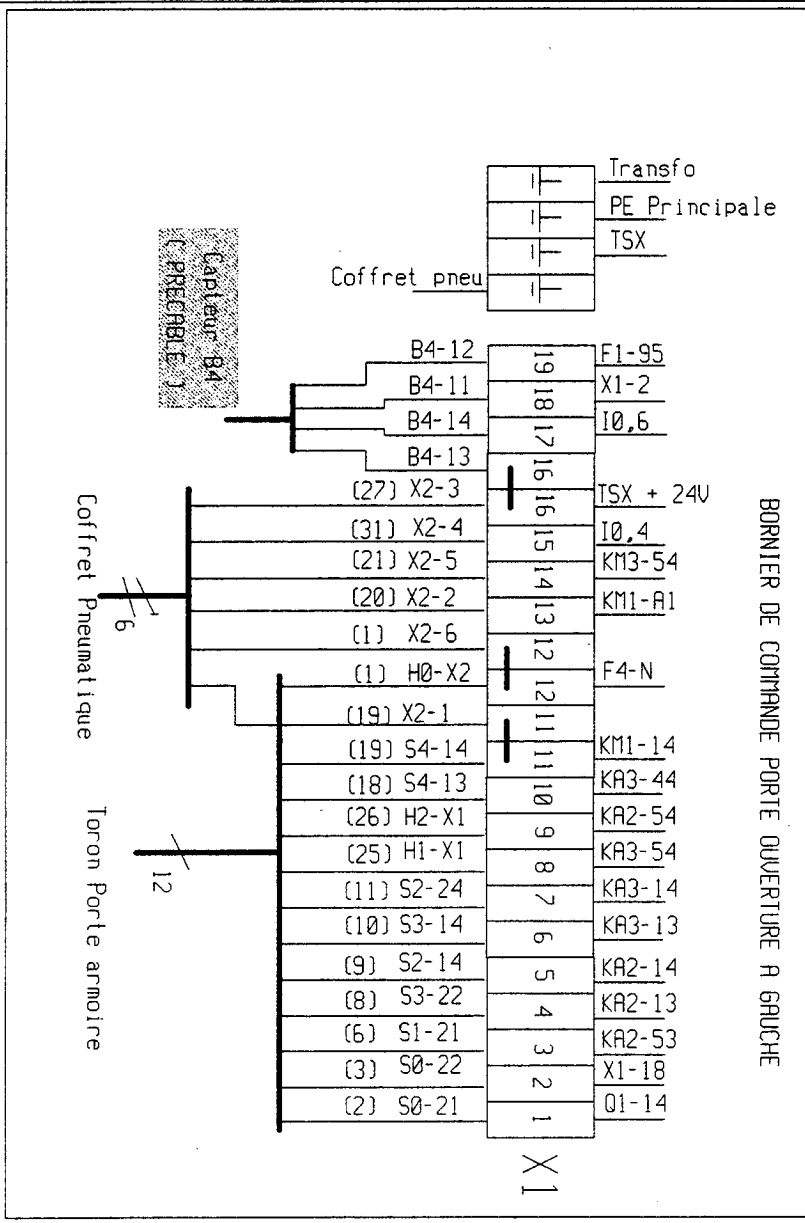 Transfo
PE Principale
TSX
Coffret pneu
B4-12 19 F1-95
B4-11 18 X1-2
B4-14 17 I0,6
B4-13 16
(27) X2-3 16 TSX + 24V
(31) X2-4 15 I0,4
(21) X2-5 14 KM3-54
(20) X2-2 13 KM1-A1
(1) X2-6 12
(1) H0-X2 12 F4-N
(19) X2-1 11
(19) S4-14 11 KM1-14
(18) S4-13 10 KA3-44
(26) H2-X1 9 KA2-54
(25) H1-X1 8 KA3-54
(11) S2-24 7 KA3-14
(10) S3-14 6 KA3-13
(9) S2-14 5 KA2-14
(8) S3-22 4 KA2-13
(6) S1-21 3 KA2-53
(3) S0-22 2 X1-18
(2) S0-21 1 Q1-14
X1
BORNIER DE COMMANDE PORTE OUVERTURE A GAUCHE
Capteur B4
( PRECABLE )
Coffret Pneumatique
6
Toron Porte armoire
12